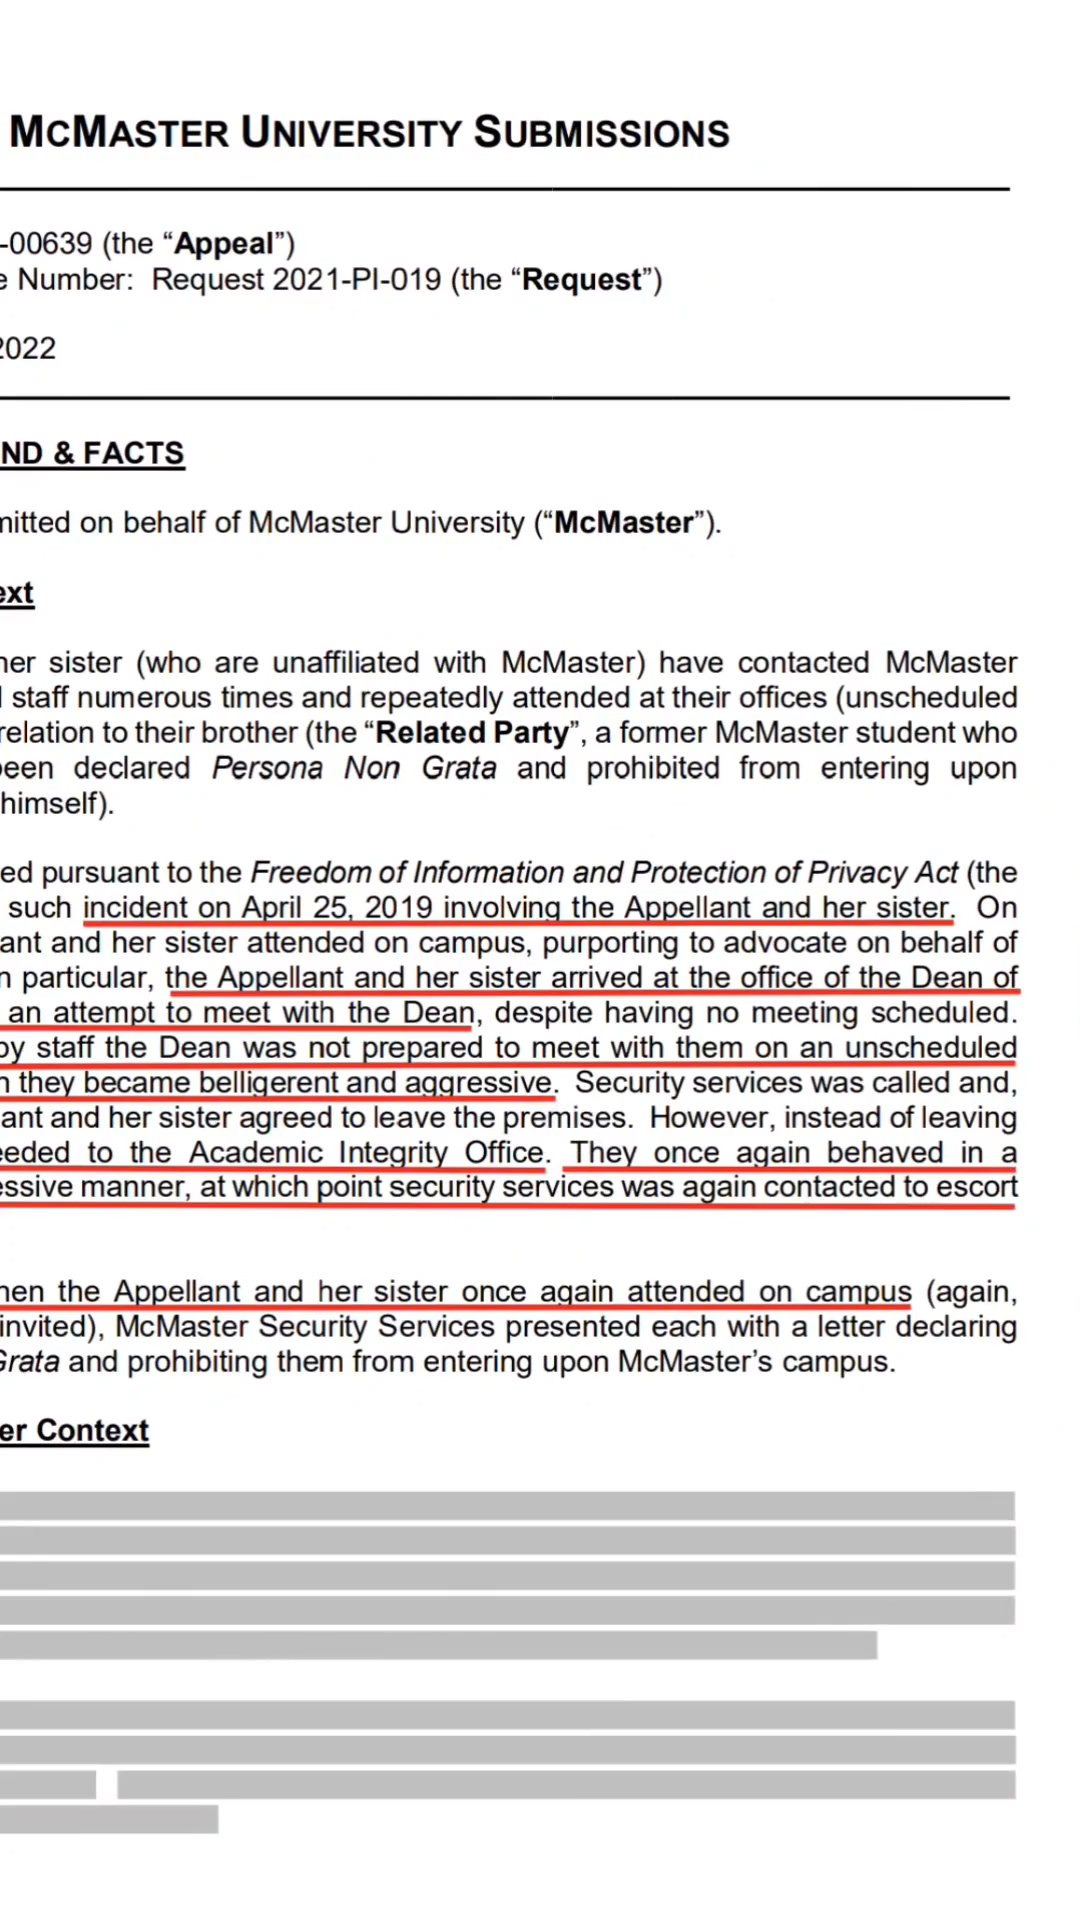 MCMASTER UNIVERSITY SUBMISSIONS
-00639 (the “Appeal”)
e Number: Request 2021-PI-019 (the “Request”)
2022
ND & FACTS
mitted on behalf of McMaster University (“McMaster”).
ext
her sister (who are unaffiliated with McMaster) have contacted McMaster
l staff numerous times and repeatedly attended at their offices (unscheduled
relation to their brother (the “Related Party”, a former McMaster student who
been declared Persona Non Grata and prohibited from entering upon
himself).
ed pursuant to the Freedom of Information and Protection of Privacy Act (the
such incident on April 25, 2019 involving the Appellant and her sister. On
ant and her sister attended on campus, purporting to advocate on behalf of
n particular, the Appellant and her sister arrived at the office of the Dean of
an attempt to meet with the Dean, despite having no meeting scheduled.
by staff the Dean was not prepared to meet with them on an unscheduled
n they became belligerent and aggressive. Security services was called and,
ant and her sister agreed to leave the premises. However, instead of leaving
eeded to the Academic Integrity Office. They once again behaved in a
essive manner, at which point security services was again contacted to escort
hen the Appellant and her sister once again attended on campus (again,
invited), McMaster Security Services presented each with a letter declaring
Grata and prohibiting them from entering upon McMaster’s campus.
er Context